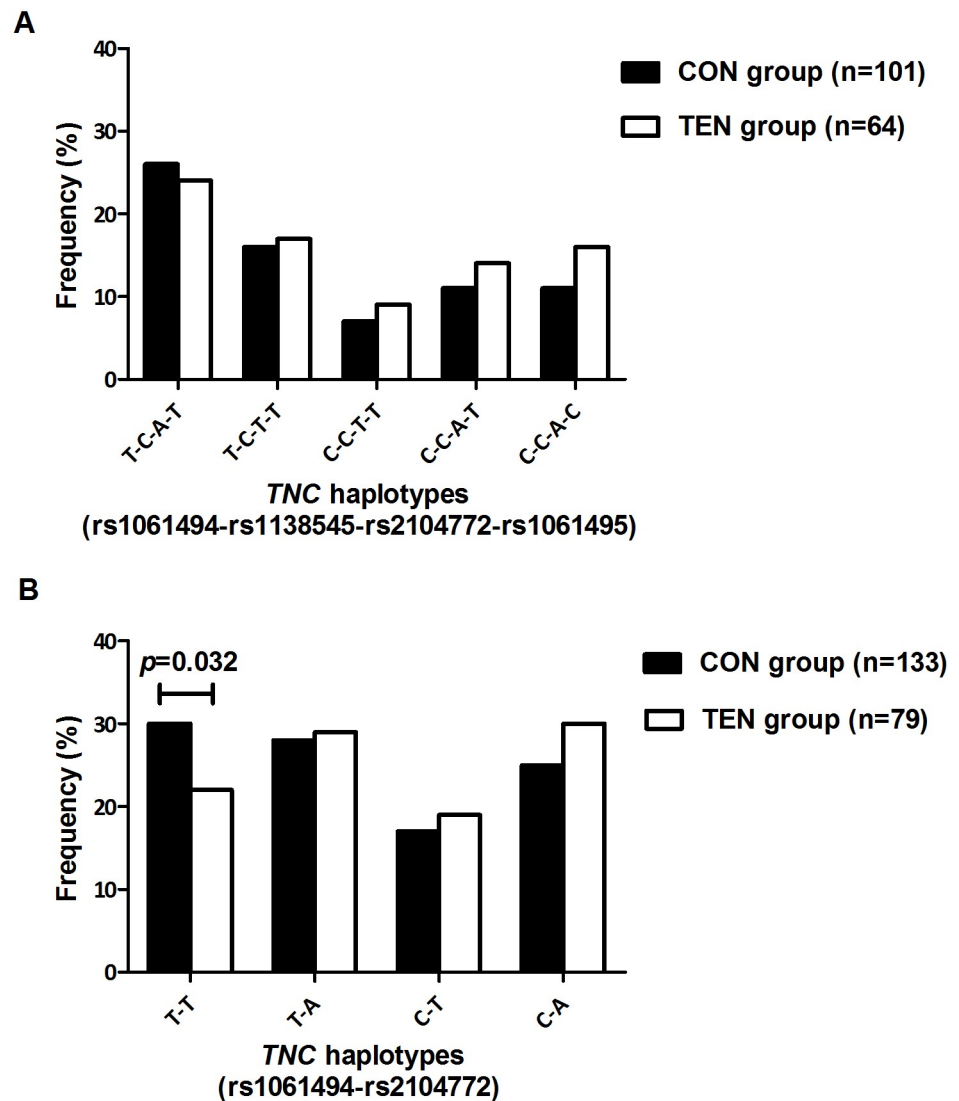 A
Frequency (%)
40
30
20
10
0
CON group (n=101)
TEN group (n=64)
T-C-A-T
T-C-T-T
C-C-T-T
C-C-A-T
C-C-A-C
TNC haplotypes
(rs1061494-rs1138545-rs2104772-rs1061495)
B
Frequency (%)
40
30
20
10
0
p=0.032
CON group (n=133)
TEN group (n=79)
T-T
T-A
C-T
C-A
TNC haplotypes
(rs1061494-rs2104772)